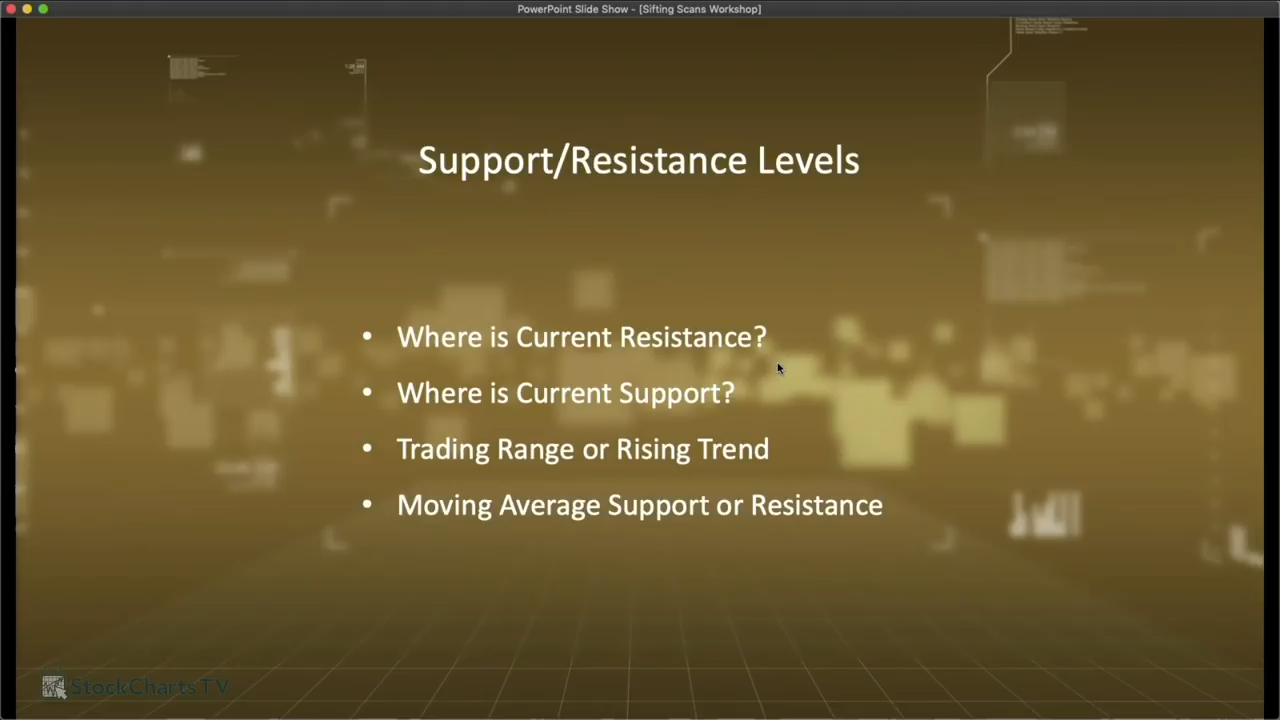 PowerPoint Slide Show - [Sifting Scans Workshop]
Support/Resistance Levels
• Where is Current Resistance?
• Where is Current Support?
• Trading Range or Rising Trend
• Moving Average Support or Resistance
StockCharts TV